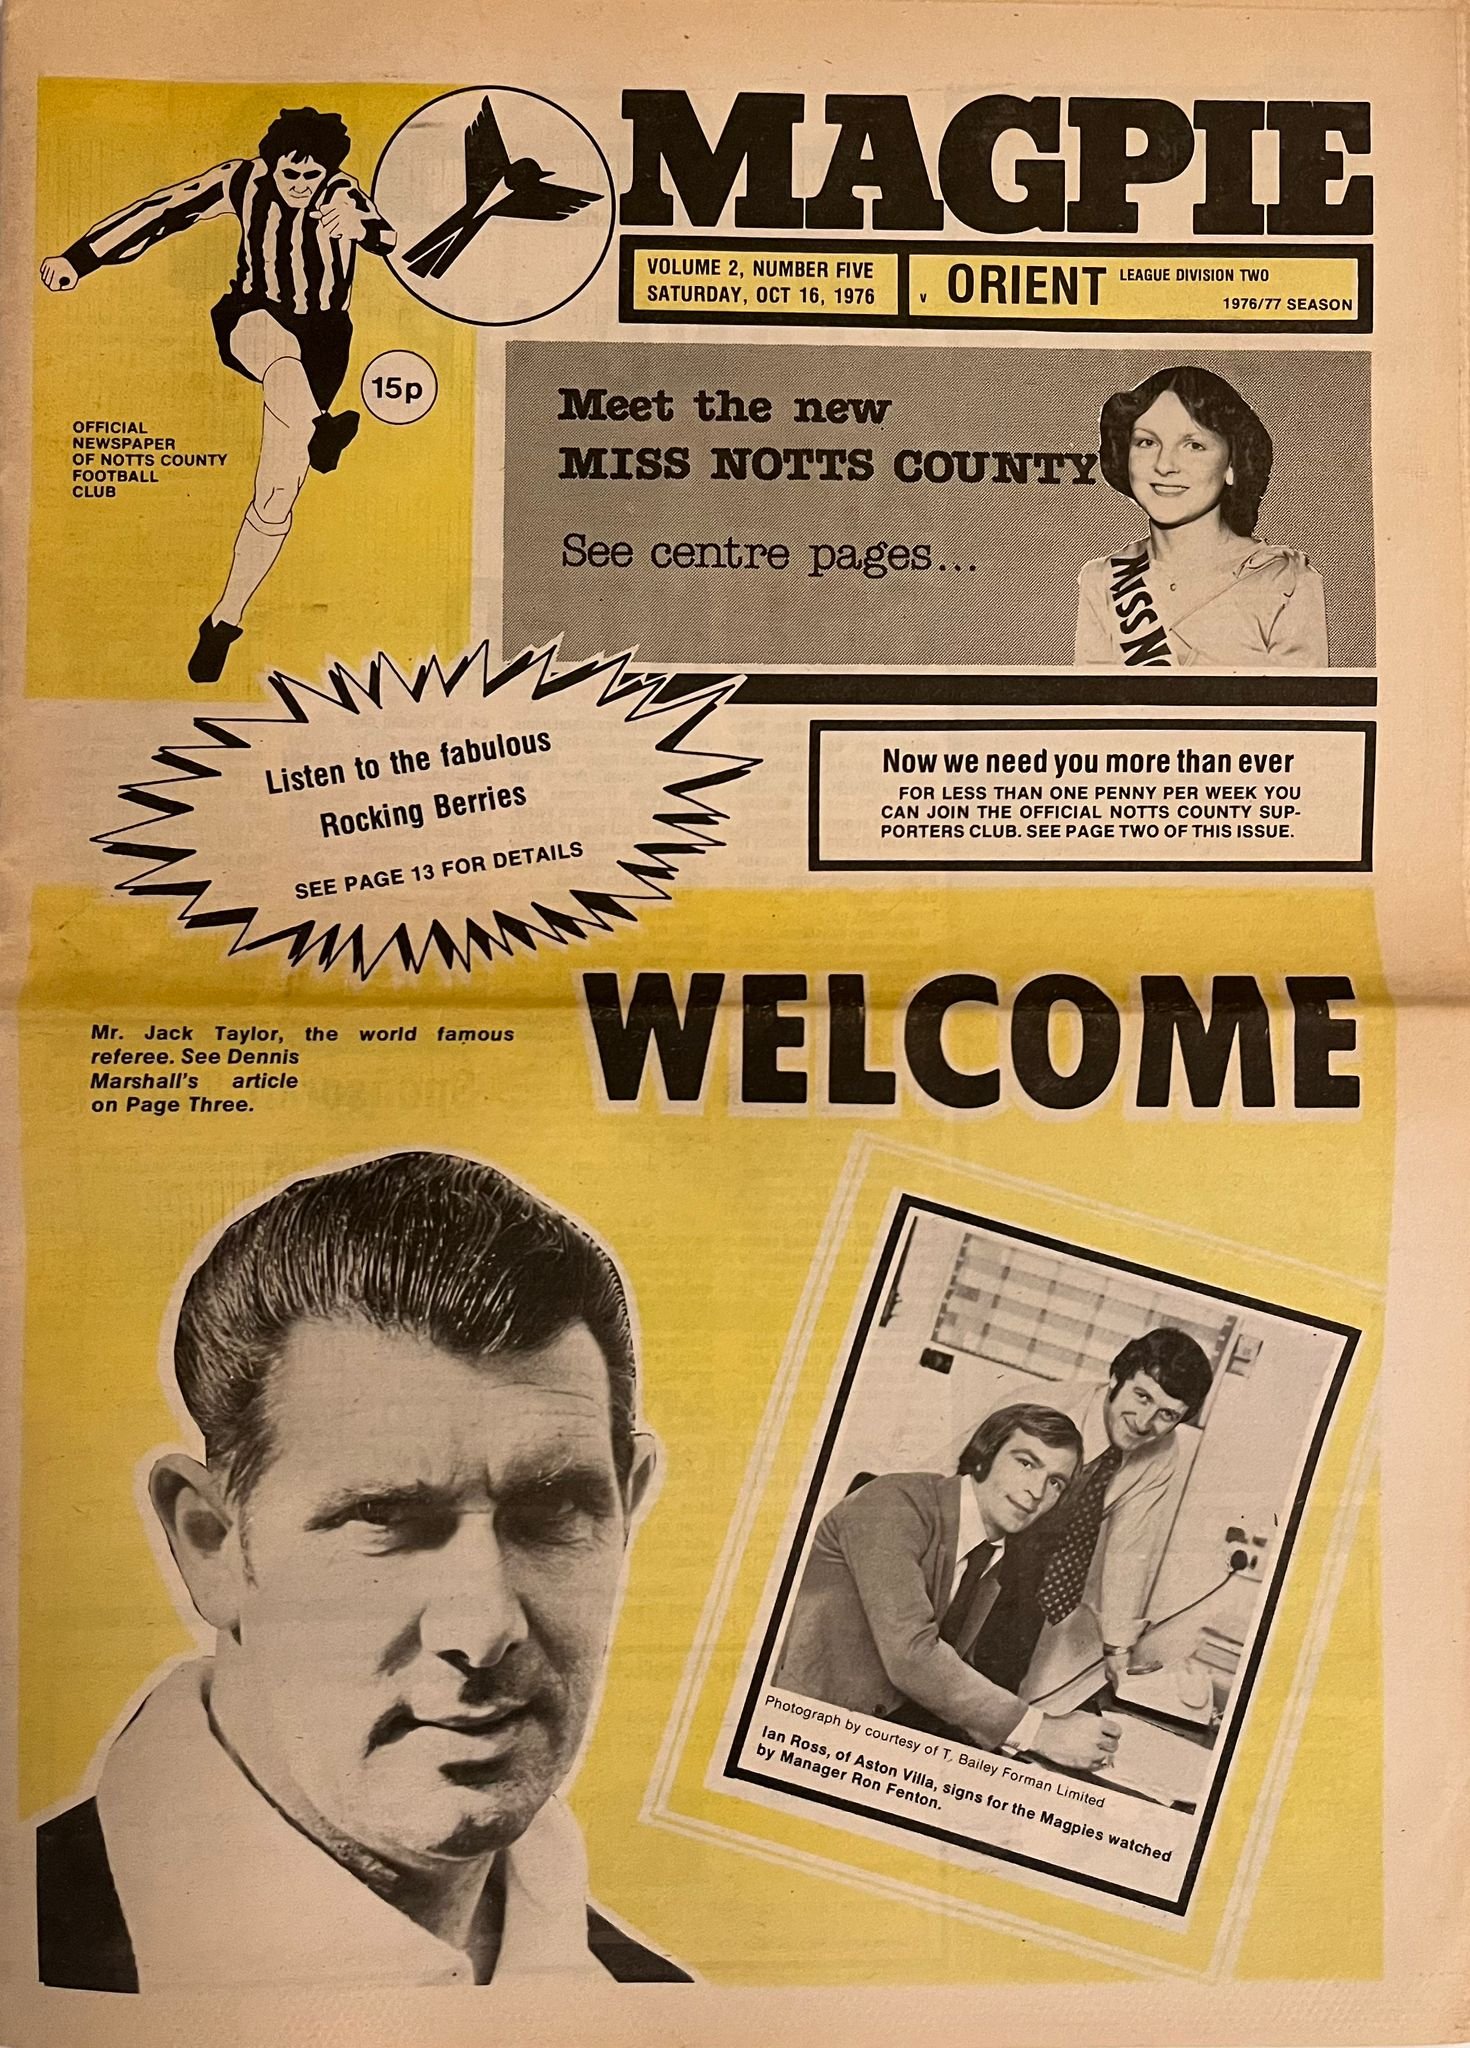 MAGPIE
VOLUME 2, NUMBER FIVE
SATURDAY, OCT 16, 1976
v ORIENT LEAGUE DIVISION TWO
1976/77 SEASON
15p
OFFICIAL
NEWSPAPER
OF NOTTS COUNTY
FOOTBALL
CLUB
Meet the new
MISS NOTTS COUNTY
See centre pages...
MISS NO
Listen to the fabulous
Rocking Berries
SEE PAGE 13 FOR DETAILS
Now we need you more than ever
FOR LESS THAN ONE PENNY PER WEEK YOU
CAN JOIN THE OFFICIAL NOTTS COUNTY SUP-
PORTERS CLUB. SEE PAGE TWO OF THIS ISSUE.
WELCOME
Mr. Jack Taylor, the world famous
referee. See Dennis
Marshall's article
on Page Three.
Photograph by courtesy of T. Bailey Forman Limited
Ian Ross, of Aston Villa, signs for the Magpies watched
by Manager Ron Fenton.